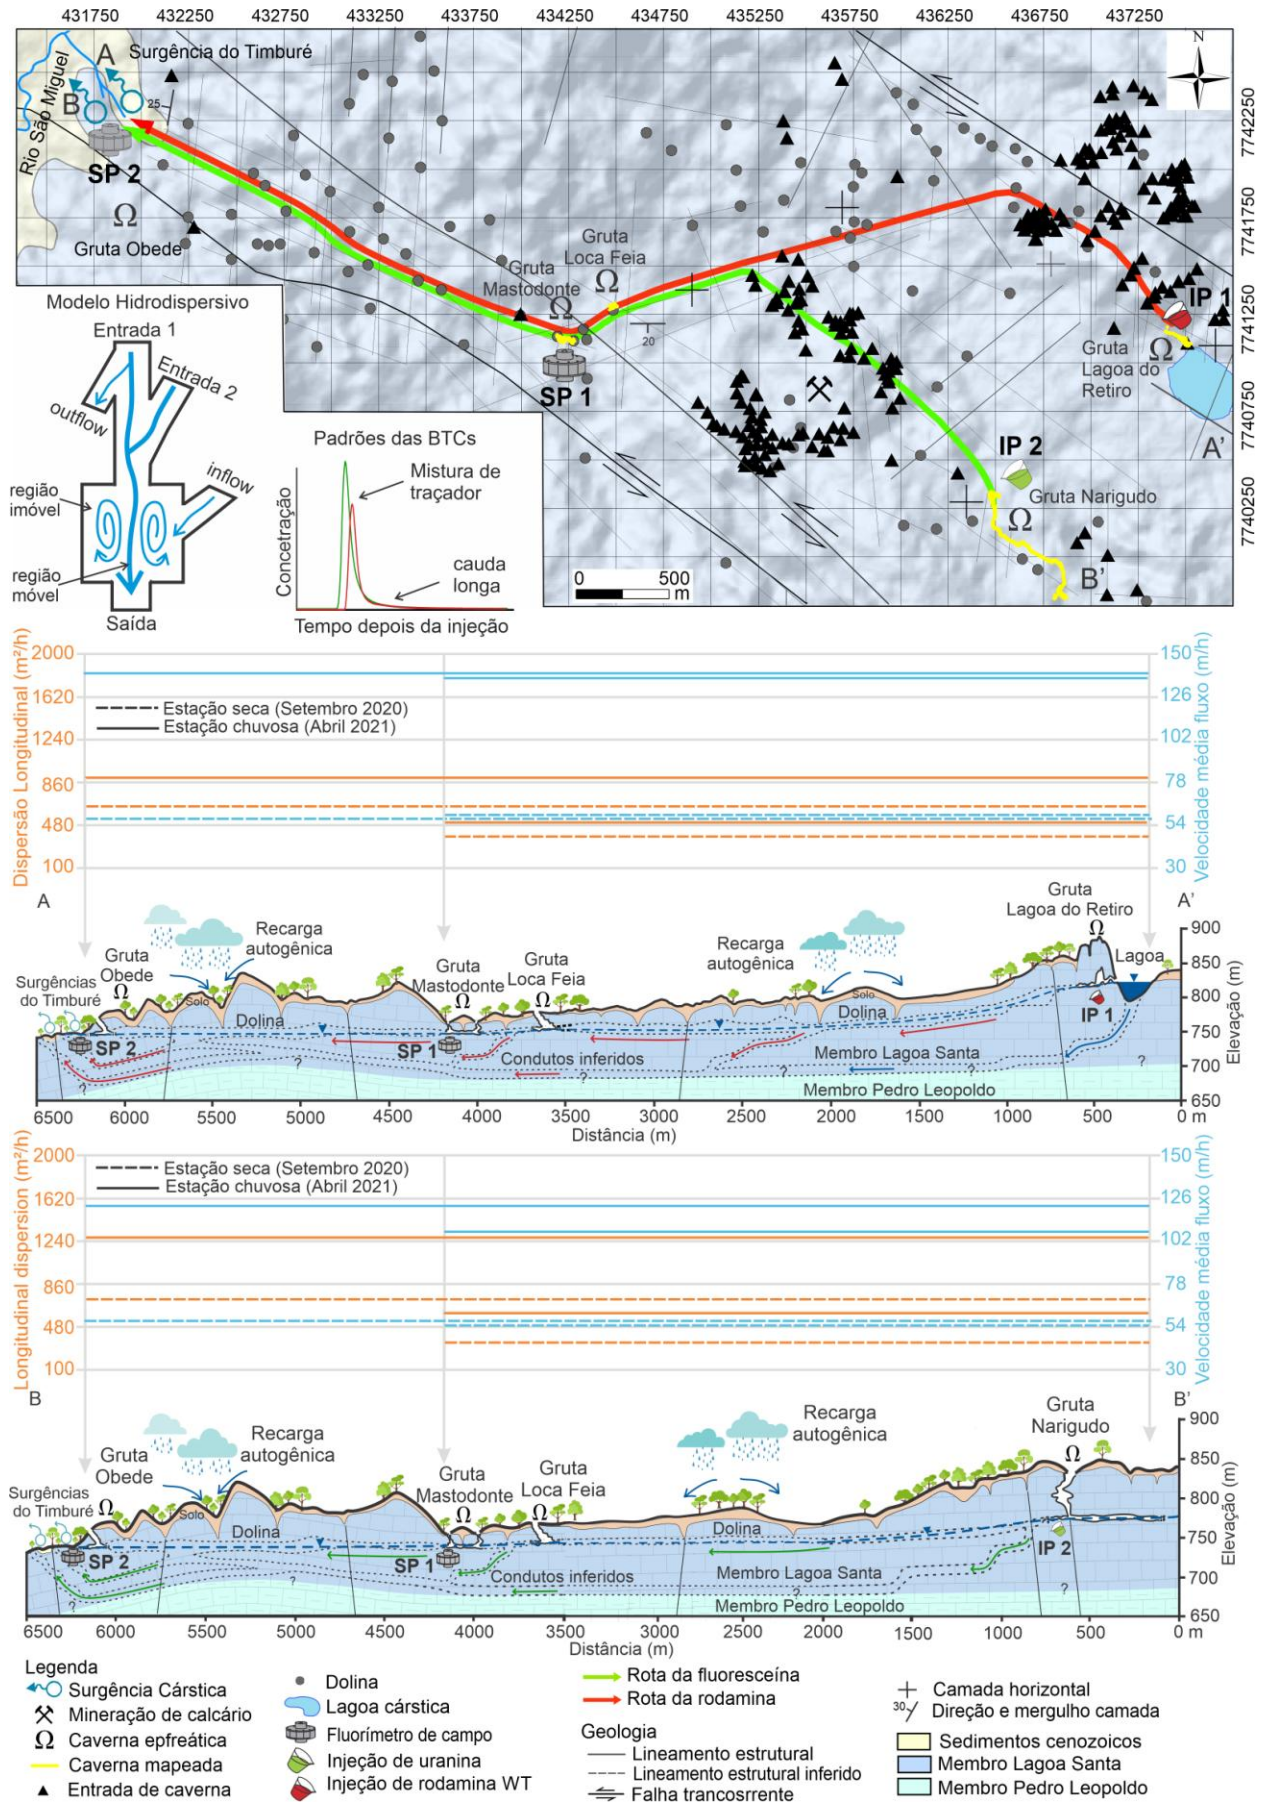 431750 432250 432750 433250 433750 434250 434750 435250 435750 436250 436750 437250
A
Surgência do Timburé
N
Rio São Miguel
B
25
SP 2
Gruta Obede
7742250
7741750
7741250
7740750
7740250
Gruta
Loca Feia
Gruta
Mastodonte
20
SP 1
IP 1
Gruta
Lagoa do
Retiro
A'
IP 2
Gruta Narigudo
B'
0 500
m
Modelo Hidrodispersivo
Entrada 1
Entrada 2
outflow
inflow
região
imóvel
região
móvel
Saída
Padrões das BTCs
Mistura de
traçador
cauda
longa
Concetração
Tempo depois da injeção
Dispersão Longitudinal (m²/h)
2000
1620
1240
860
480
100
Estação seca (Setembro 2020)
Estação chuvosa (Abril 2021)
150
126
102
78
54
30
Velocidade média fluxo (m/h)
A
A'
Gruta
Lagoa do Retiro
Recarga
autogênica
Recarga
autogênica
Gruta
Obede
Gruta
Mastodonte
Gruta
Loca Feia
Lagoa
Surgências
do Timburé
Solo
Solo
Dolina
Dolina
SP 2
SP 1
IP 1
Condutos inferidos
Membro Lagoa Santa
Membro Pedro Leopoldo
? ? ? ? ?
900
850
800
750
700
650
Elevação (m)
6500 6000 5500 5000 4500 4000 3500 3000 2500 2000 1500 1000 500 0 m
Distância (m)
Longitudinal dispersion (m²/h)
2000
1620
1240
860
480
100
Estação seca (Setembro 2020)
Estação chuvosa (Abril 2021)
150
126
102
78
54
30
Velocidade média fluxo (m/h)
B
B'
Gruta
Narigudo
Recarga
autogênica
Recarga
autogênica
Gruta
Obede
Gruta
Mastodonte
Gruta
Loca Feia
Surgências
do Timburé
Solo
Dolina
Dolina
SP 2
SP 1
IP 2
Condutos inferidos
Membro Lagoa Santa
Membro Pedro Leopoldo
? ? ? ?
900
850
800
750
700
650
Elevação (m)
6500 6000 5500 5000 4500 4000 3500 3000 2500 2000 1500 1000 500 0 m
Distância (m)
Legenda
Surgência Cárstica
Mineração de calcário
Caverna epfreática
Caverna mapeada
Entrada de caverna
Dolina
Lagoa cárstica
Fluorímetro de campo
Injeção de uranina
Injeção de rodamina WT
Rota da fluoresceína
Rota da rodamina
Geologia
Lineamento estrutural
Lineamento estrutural inferido
Falha trancosrrente
Camada horizontal
30 Direção e mergulho camada
Sedimentos cenozoicos
Membro Lagoa Santa
Membro Pedro Leopoldo